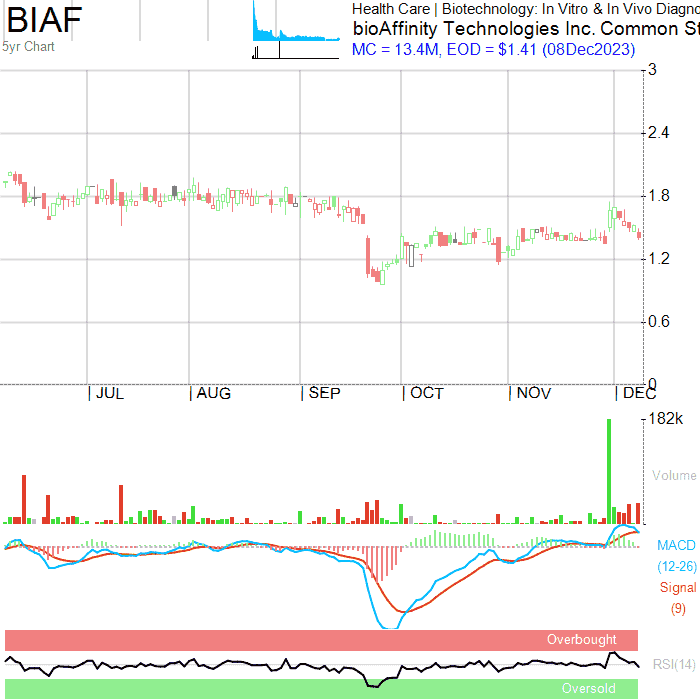 BIAF
5yr Chart
Health Care | Biotechnology: In Vitro & In Vivo Diagno
bioAffinity Technologies Inc. Common St
MC = 13.4M, EOD = $1.41 (08Dec2023)
3
2.4
1.8
1.2
0.6
0
JUL AUG SEP OCT NOV DEC
182k
Volume
MACD
(12-26)
Signal
(9)
Overbought
RSI(14)
Oversold